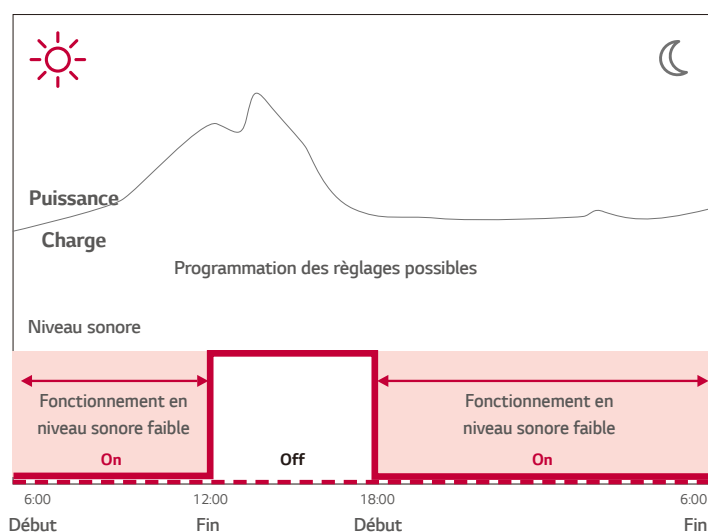 Puissance
Charge
Programmation des règlages possibles
Niveau sonore
Fonctionnement en
niveau sonore faible
On
Off
Fonctionnement en
niveau sonore faible
On
6:00
12:00
18:00
6:00
Début
Fin
Début
Fin